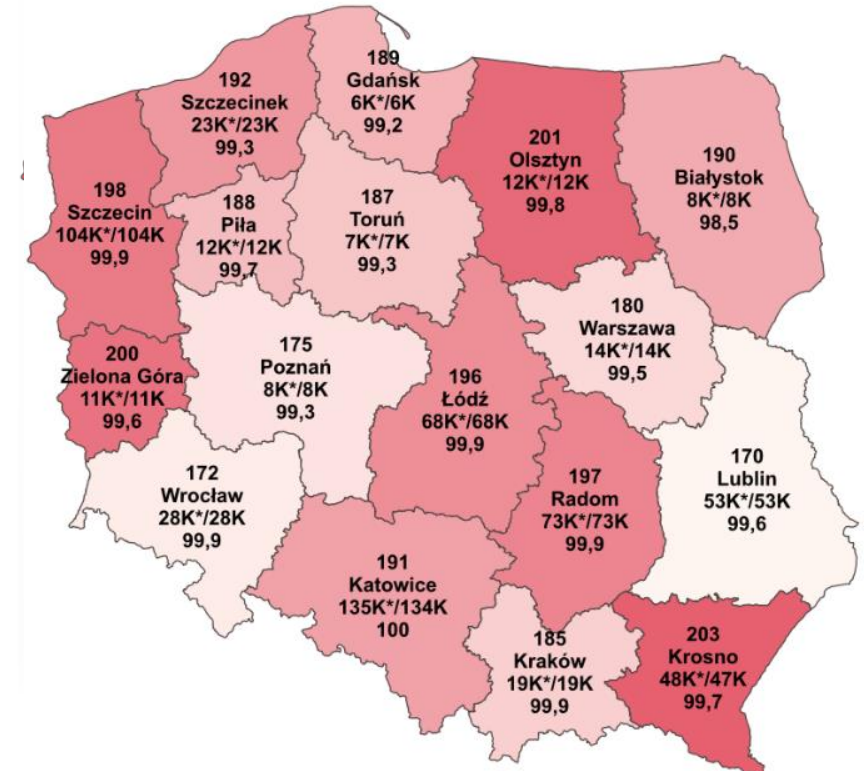 189
Gdańsk
6K*/6K
99,2
192
Szczecinek
23K*/23K
99,3
201
Olsztyn
12K*/12K
99,8
190
Białystok
8K*/8K
98,5
198
Szczecin
104K*/104K
99,9
188
Piła
12K*/12K
99,7
187
Toruń
7K*/7K
99,3
180
Warszawa
14K*/14K
99,5
200
Zielona Góra
11K*/11K
99,6
175
Poznań
8K*/8K
99,3
196
Łódź
68K*/68K
99,9
170
Lublin
53K*/53K
99,6
172
Wrocław
28K*/28K
99,9
197
Radom
73K*/73K
99,9
191
Katowice
135K*/134K
100
185
Kraków
19K*/19K
99,9
203
Krosno
48K*/47K
99,7